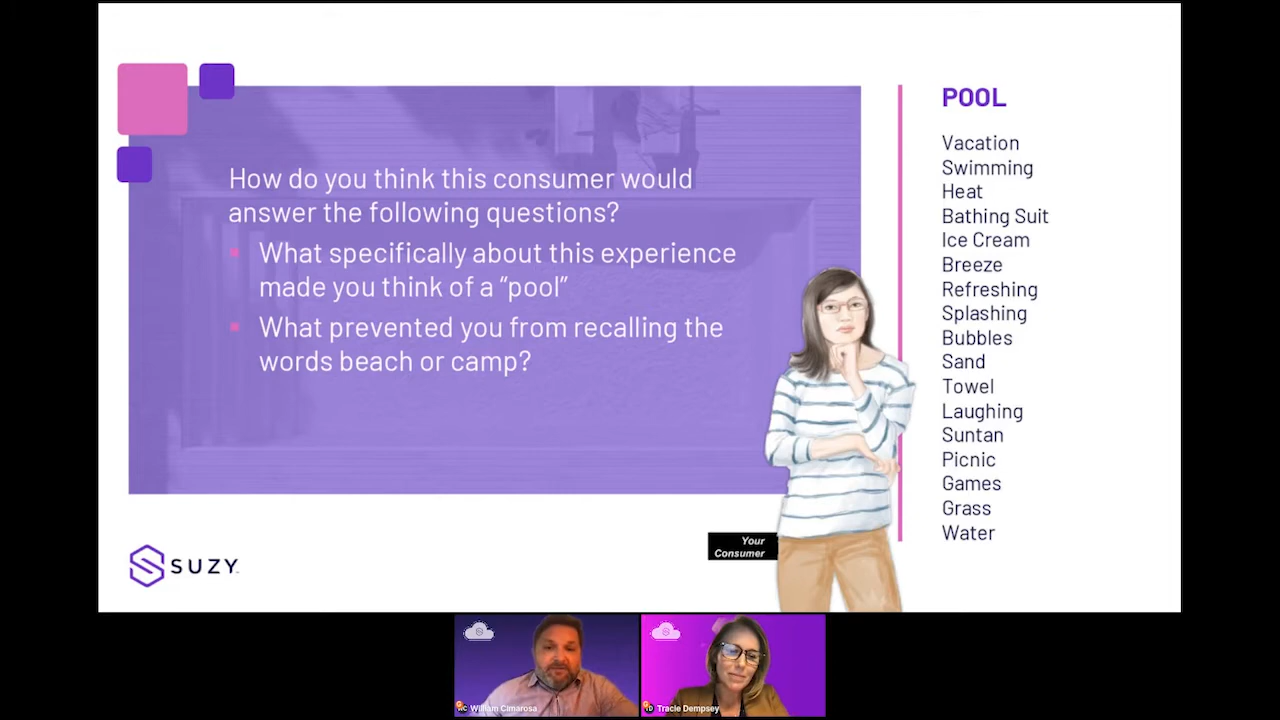 How do you think this consumer would
answer the following questions?
What specifically about this experience
made you think of a “pool”
What prevented you from recalling the
words beach or camp?
POOL
Vacation
Swimming
Heat
Bathing Suit
Ice Cream
Breeze
Refreshing
Splashing
Bubbles
Sand
Towel
Laughing
Suntan
Picnic
Games
Grass
Water
Your
Consumer
SUZY
William Cimarosa
Tracie Dempsey